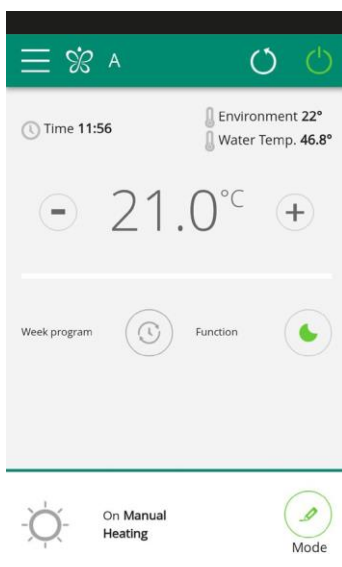 A
Time 11:56
Environment 22°
Water Temp. 46.8°
- 21.0°C +
Week program
Function
On Manual
Heating
Mode